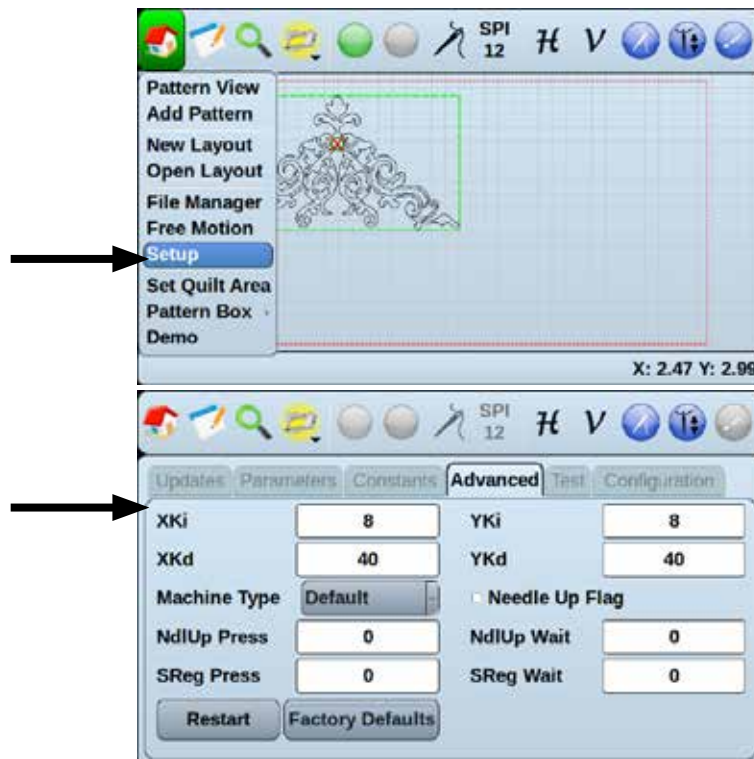 SPI
12
H V
Pattern View
Add Pattern
New Layout
Open Layout
File Manager
Free Motion
Setup
Set Quilt Area
Pattern Box
Demo
X: 2.47 Y: 2.99
SPI
12
H V
Updates Parameters Constants Advanced Test Configuration
XKi 8 YKi 8
XKd 40 YKd 40
Machine Type Default Needle Up Flag
NdlUp Press 0 NdlUp Wait 0
SReg Press 0 SReg Wait 0
Restart Factory Defaults